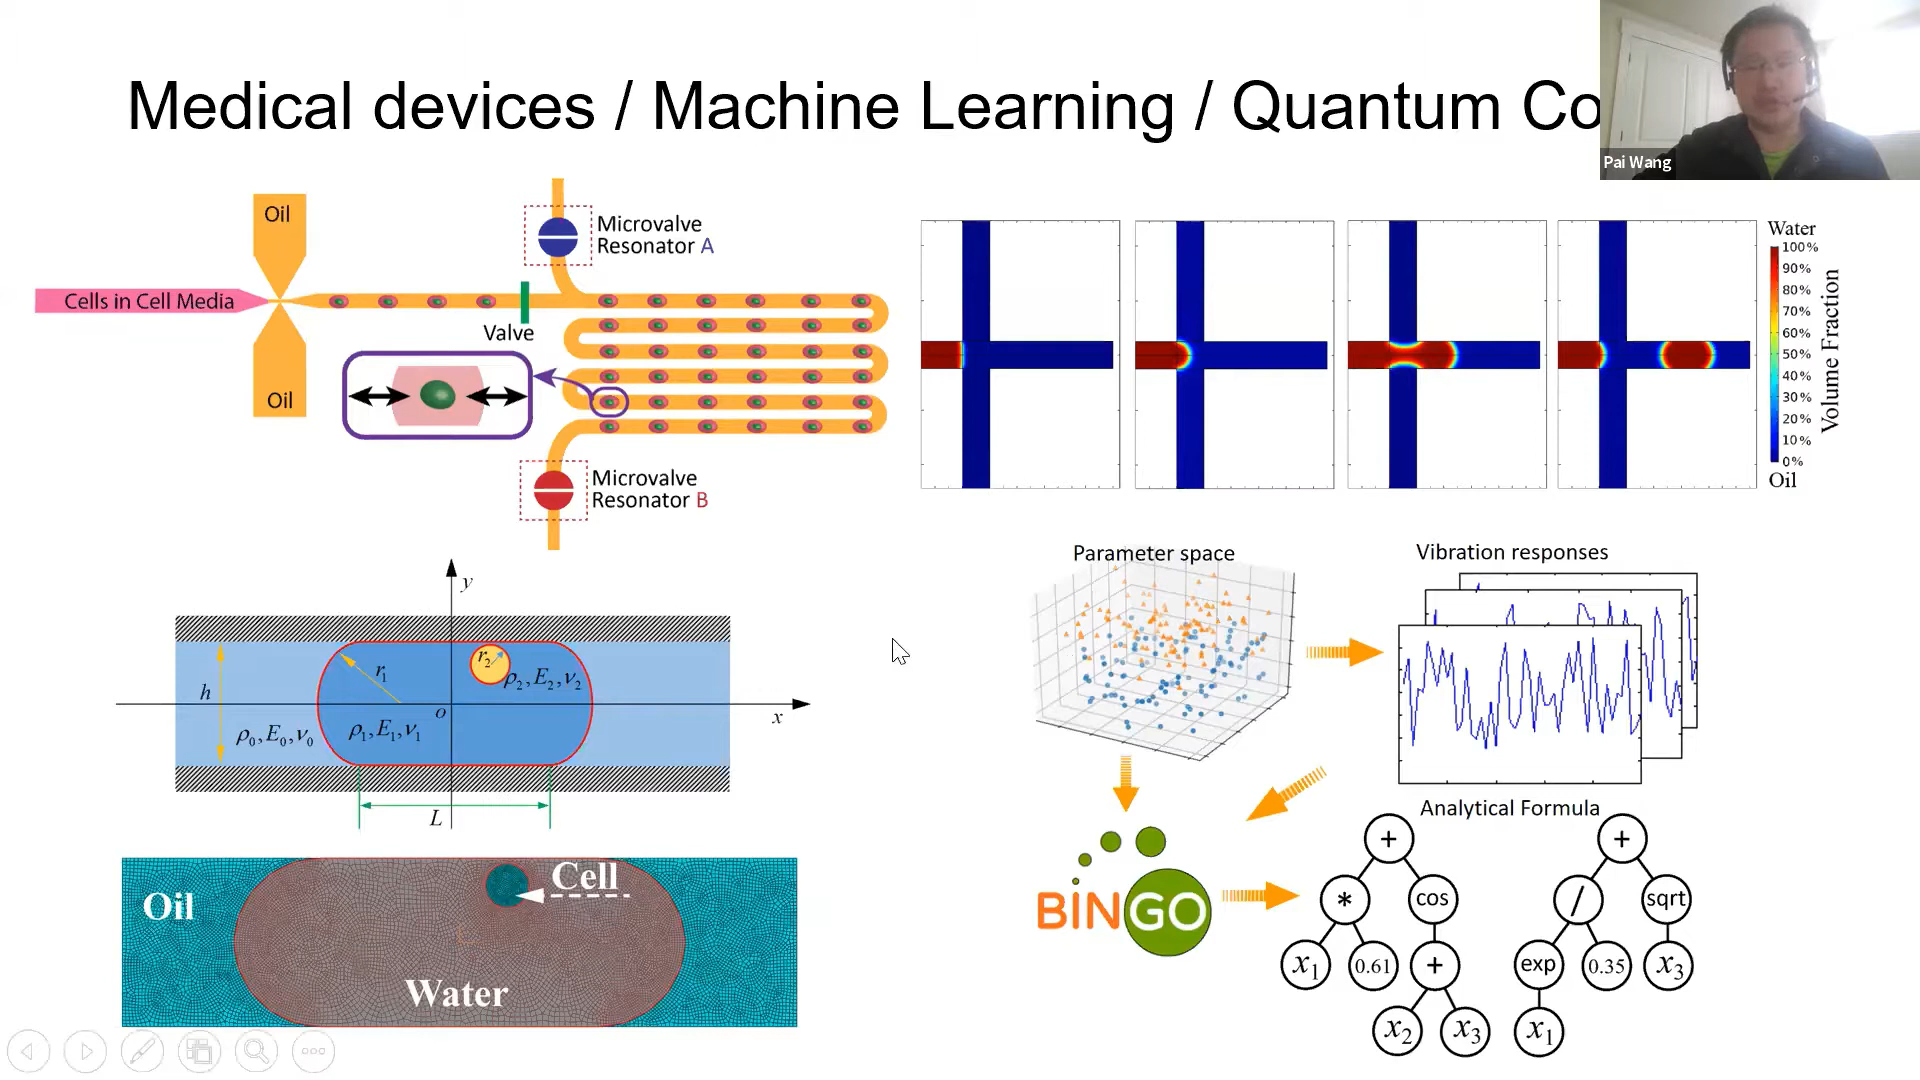 Medical devices / Machine Learning / Quantum Co
Pai Wang
Oil
Cells in Cell Media
Oil
Valve
Microvalve
Resonator A
Microvalve
Resonator B
Water
100%
90%
80%
70%
60%
50%
40%
30%
20%
10%
0%
Oil
Volume Fraction
y
h
r₁
r₂
ρ₂, E₂, ν₂
o
x
ρ₀, E₀, ν₀
ρ₁, E₁, ν₁
L
Oil
Cell
Water
Parameter space
Vibration responses
BINGO
Analytical Formula
+
* cos
x₁ 0.61 +
x₂ x₃
+
/ sqrt
exp 0.35 x₃
x₁